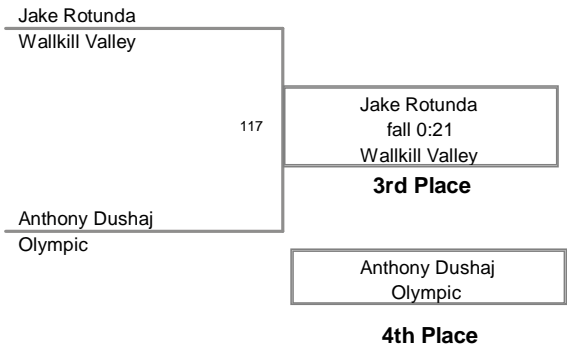 Jake Rotunda
Wallkill Valley
117
Jake Rotunda
fall 0:21
Wallkill Valley
3rd Place
Anthony Dushaj
Olympic
Anthony Dushaj
Olympic
4th Place